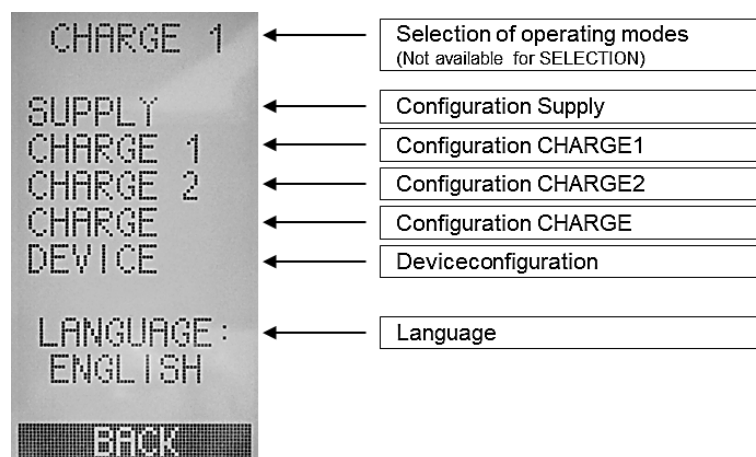 CHARGE 1
Selection of operating modes
(Not available for SELECTION)
SUPPLY
Configuration Supply
CHARGE 1
Configuration CHARGE1
CHARGE 2
Configuration CHARGE2
CHARGE
Configuration CHARGE
DEVICE
Deviceconfiguration
LANGUAGE:
Language
ENGLISH
BACK